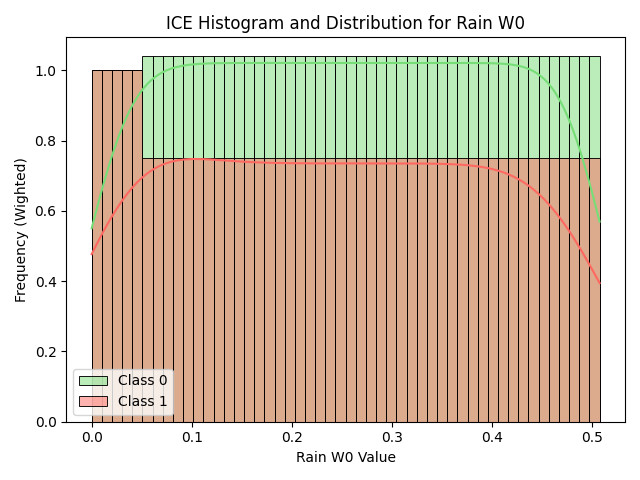 ICE Histogram and Distribution for Rain W0
Frequency (Wighted)
1.0
0.8
0.6
0.4
0.2
0.0
Class 0
Class 1
0.0 0.1 0.2 0.3 0.4 0.5
Rain W0 Value